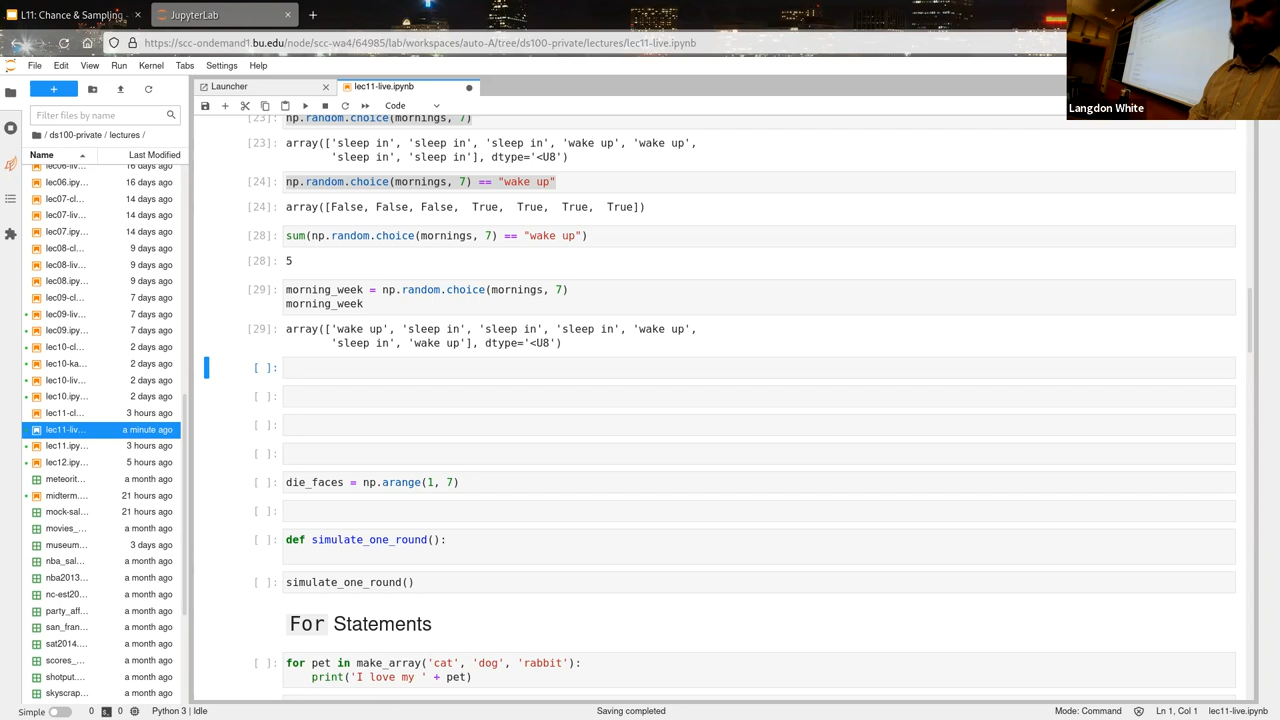 L11: Chance & Sampling -
JupyterLab
https://scc-ondemand1.bu.edu/node/scc-wa4/64985/lab/workspaces/auto-A/tree/ds100-private/lectures/lec11-live.ipynb
Langdon White
File Edit View Run Kernel Tabs Settings Help
Launcher
lec11-live.ipynb
Code
Filter files by name
/ ds100-private / lectures /
Name Last Modified
lec06-liv... 16 days ago
lec06.ipy... 16 days ago
lec07-cl... 14 days ago
lec07-liv... 14 days ago
lec07.ipy... 14 days ago
lec08-cl... 9 days ago
lec08-liv... 9 days ago
lec08.ipy... 9 days ago
lec09-cl... 7 days ago
lec09-liv... 7 days ago
lec09.ipy... 7 days ago
lec10-cl... 2 days ago
lec10-ka... 2 days ago
lec10-liv... 2 days ago
lec10.ipy... 2 days ago
lec11-cl... 3 hours ago
lec11-liv... a minute ago
lec11.ipy... 3 hours ago
lec12.ipy... 5 hours ago
meteorit... a month ago
midterm.... 21 hours ago
mock-sal... 21 hours ago
movies_... a month ago
museum... 3 days ago
nba_sal... a month ago
nba2013... a month ago
nc-est20... a month ago
party_aff... a month ago
san_fran... a month ago
sat2014.... a month ago
scores_... a month ago
shotput.... a month ago
skyscrap... a month ago
[23]: np.random.choice(mornings, 7)
[23]: array(['sleep in', 'sleep in', 'sleep in', 'wake up', 'wake up',
'sleep in', 'sleep in'], dtype='<U8')
[24]: np.random.choice(mornings, 7) == "wake up"
[24]: array([False, False, False, True, True, True, True])
[28]: sum(np.random.choice(mornings, 7) == "wake up")
[28]: 5
[29]: morning_week = np.random.choice(mornings, 7)
morning_week
[29]: array(['wake up', 'sleep in', 'sleep in', 'sleep in', 'wake up',
'sleep in', 'wake up'], dtype='<U8')
[ ]:
[ ]:
[ ]:
[ ]:
[ ]: die_faces = np.arange(1, 7)
[ ]:
[ ]: def simulate_one_round():
[ ]: simulate_one_round()
For Statements
[ ]: for pet in make_array('cat', 'dog', 'rabbit'):
print('I love my ' + pet)
Simple 0 0 Python 3 | Idle Saving completed Mode: Command Ln 1, Col 1 lec11-live.ipynb